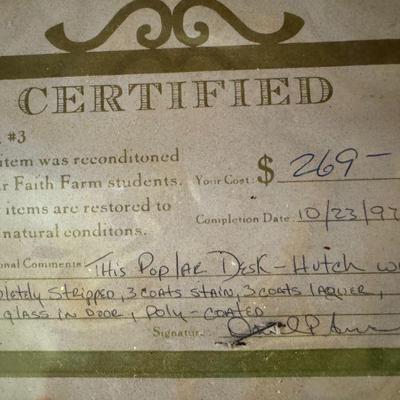 CERTIFIED
#3
item was reconditoned
r Faith Farm students. Your Cost: $ 269-
items are restored to
natural conditons. Completion Date 10/23/97
onal Comments: This Poplar Desk-Hutch w
pletely Stripped, 3 coats stain, 3 coats laquer,
glass in door, Poly-coated
Signature